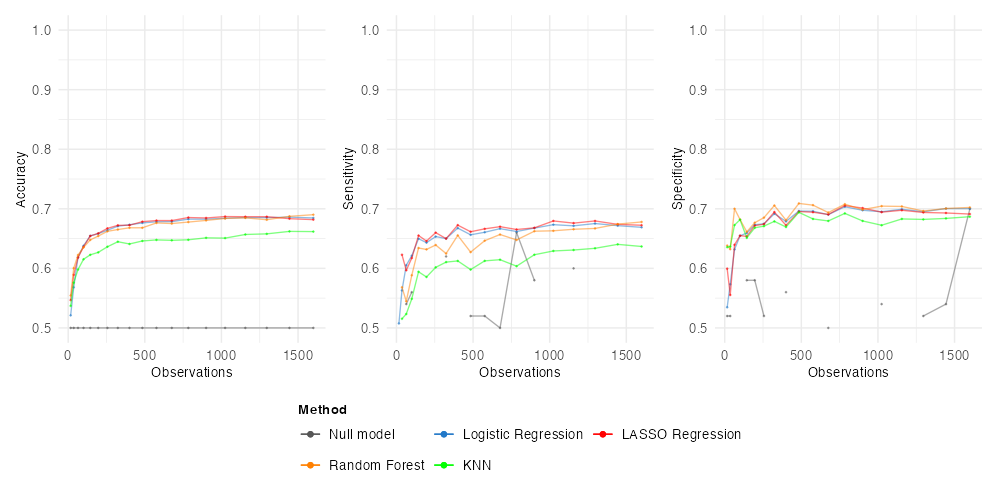 Accuracy
1.0
0.9
0.8
0.7
0.6
0.5
0
500
1000
1500
Observations
Sensitivity
1.0
0.9
0.8
0.7
0.6
0.5
0
500
1000
1500
Observations
Specificity
1.0
0.9
0.8
0.7
0.6
0.5
0
500
1000
1500
Observations
Method
Null model
Logistic Regression
LASSO Regression
Random Forest
KNN